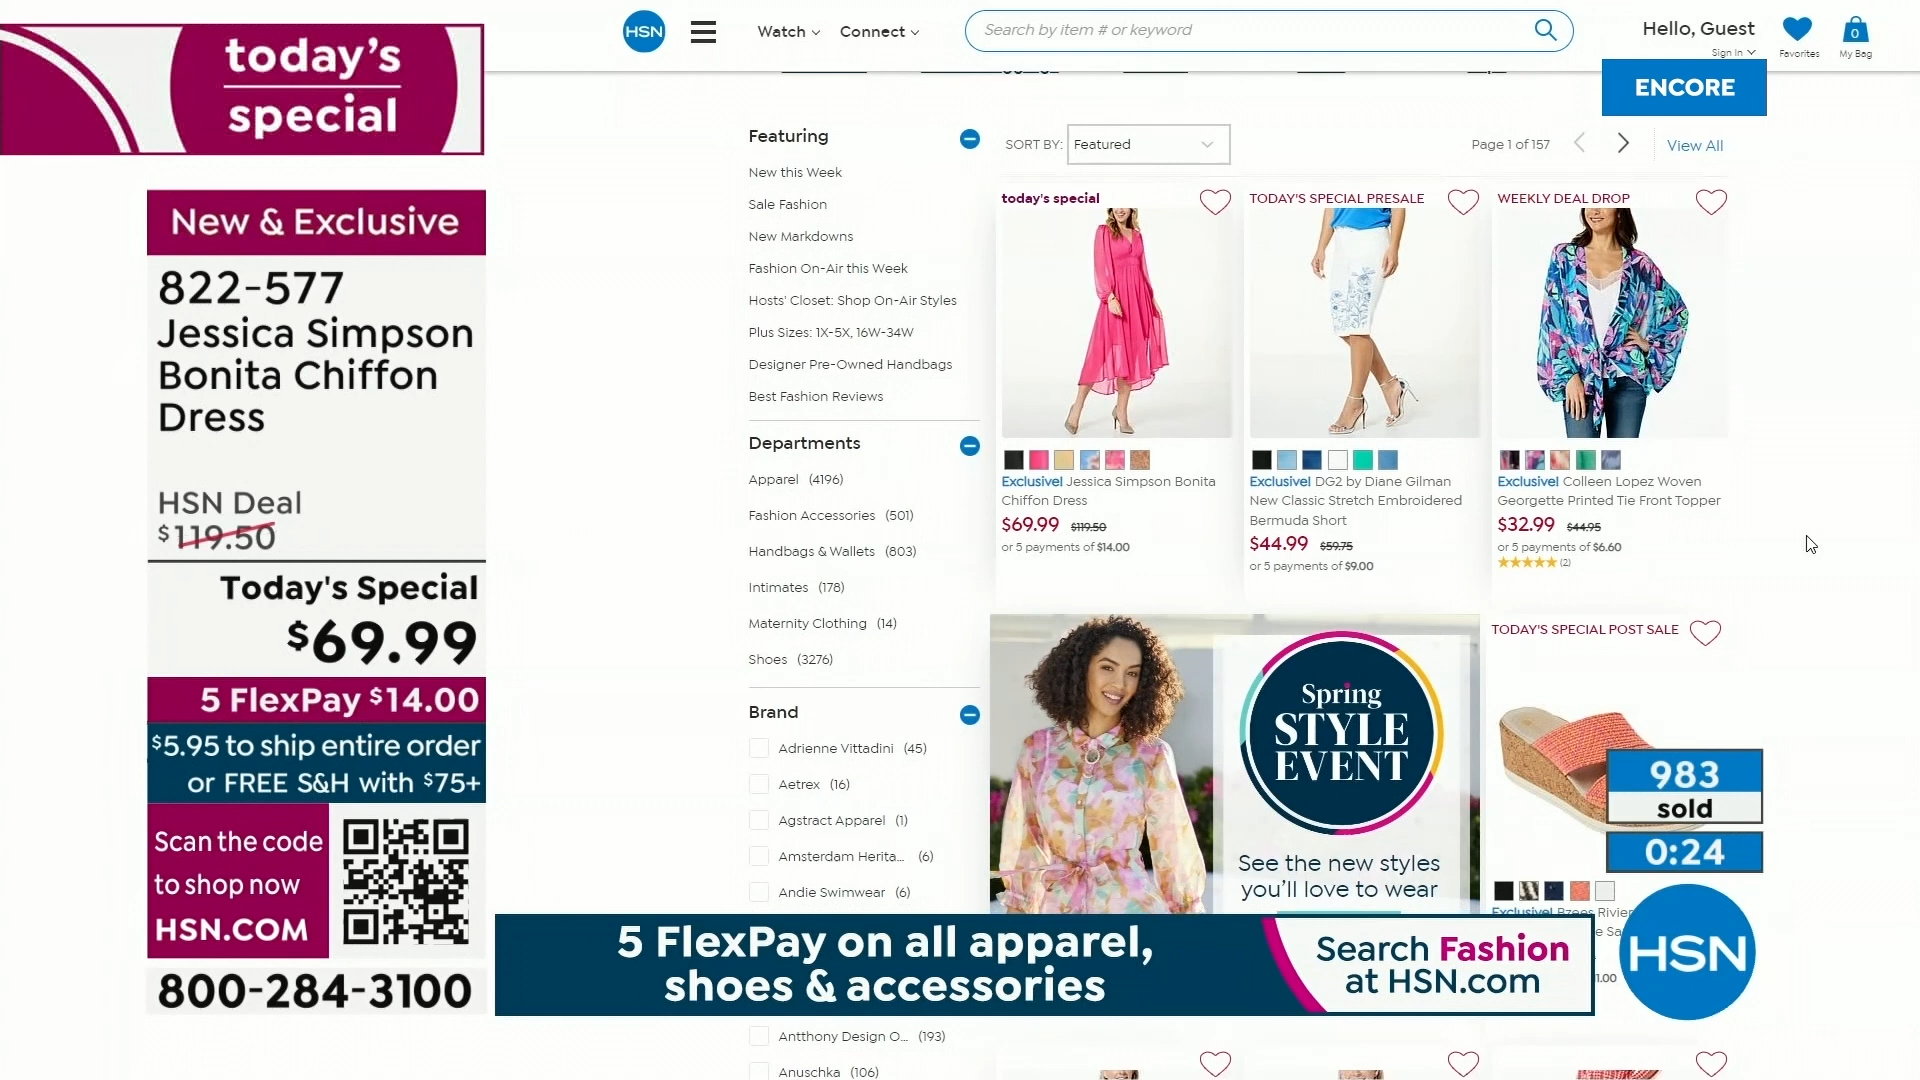 today's
special
New & Exclusive
822-577
Jessica Simpson
Bonita Chiffon
Dress
HSN Deal
$119.50
Today's Special
$69.99
5 FlexPay $14.00
$5.95 to ship entire order
or FREE S&H with $75+
Scan the code
to shop now
HSN.COM
800-284-3100
HSN
Watch
Connect
Search by item # or keyword
Hello, Guest
Sign In
Favorites
0
My Bag
ENCORE
Featuring
New this Week
Sale Fashion
New Markdowns
Fashion On-Air this Week
Hosts' Closet: Shop On-Air Styles
Plus Sizes: 1X-5X, 16W-34W
Designer Pre-Owned Handbags
Best Fashion Reviews
Departments
Apparel (4196)
Fashion Accessories (501)
Handbags & Wallets (803)
Intimates (178)
Maternity Clothing (14)
Shoes (3276)
Brand
Adrienne Vittadini (45)
Aetrex (16)
Agstract Apparel (1)
Amsterdam Herita... (6)
Andie Swimwear (6)
Antthony Design O... (193)
Anuschka (106)
SORT BY: Featured
Page 1 of 157
View All
today's special
Exclusive! Jessica Simpson Bonita
Chiffon Dress
$69.99 $119.50
or 5 payments of $14.00
TODAY'S SPECIAL PRESALE
Exclusive! DG2 by Diane Gilman
New Classic Stretch Embroidered
Bermuda Short
$44.99 $59.75
or 5 payments of $9.00
WEEKLY DEAL DROP
Exclusive! Colleen Lopez Woven
Georgette Printed Tie Front Topper
$32.99 $44.95
or 5 payments of $6.60
(2)
Spring
STYLE
EVENT
See the new styles
you'll love to wear
TODAY'S SPECIAL POST SALE
Exclusive! Bzees
983
sold
0:24
5 FlexPay on all apparel,
shoes & accessories
Search Fashion
at HSN.com
HSN